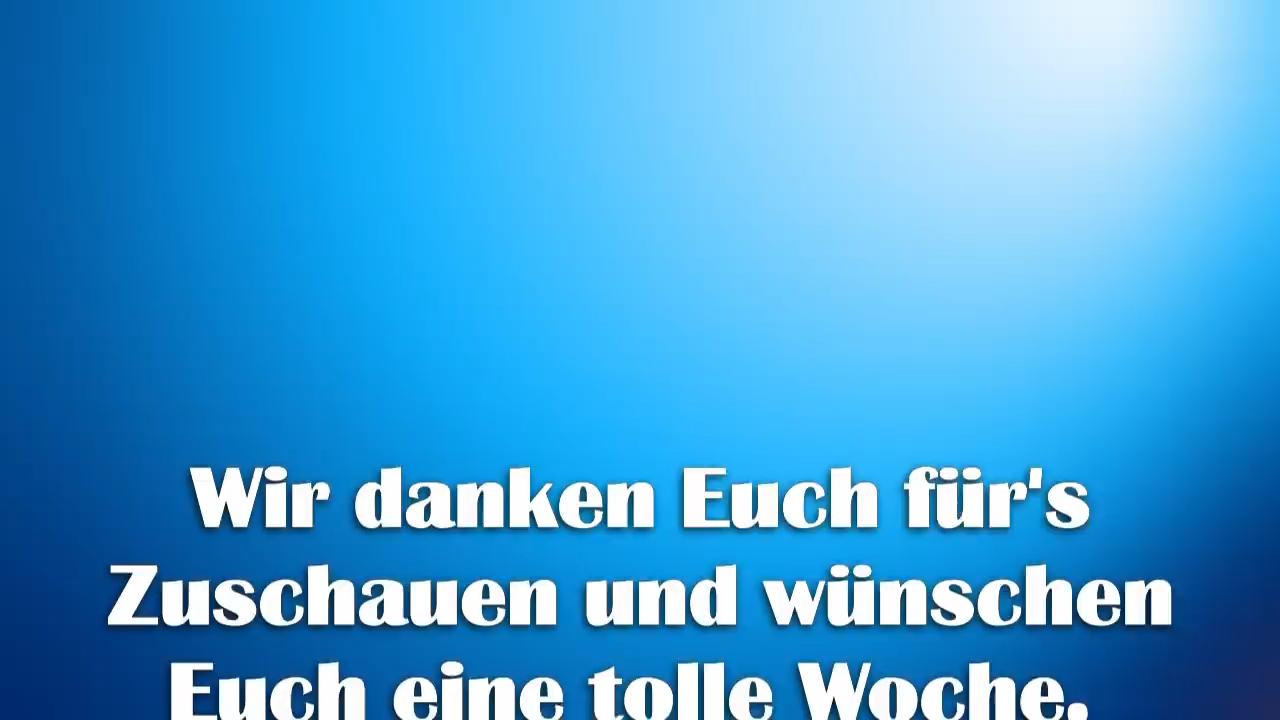 Wir danken Euch für's
Zuschauen und wünschen
Euch eine tolle Woche.